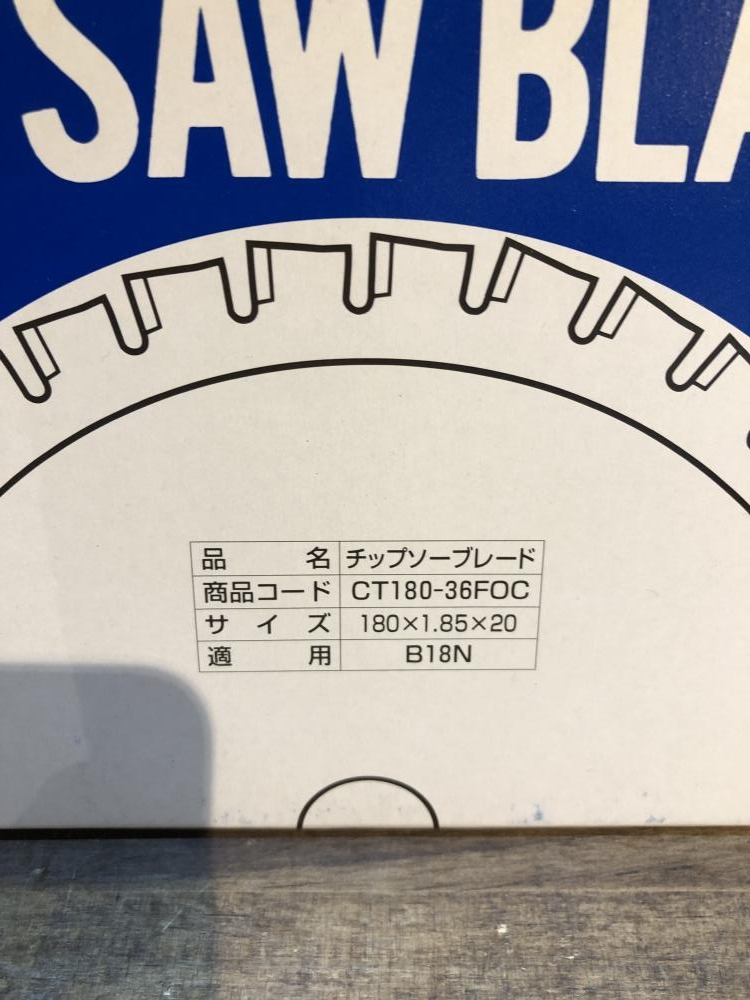 SAW BLA
品名 チップソーブレード
商品コード CT180-36FOC
サイズ 180×1.85×20
適用 B18N